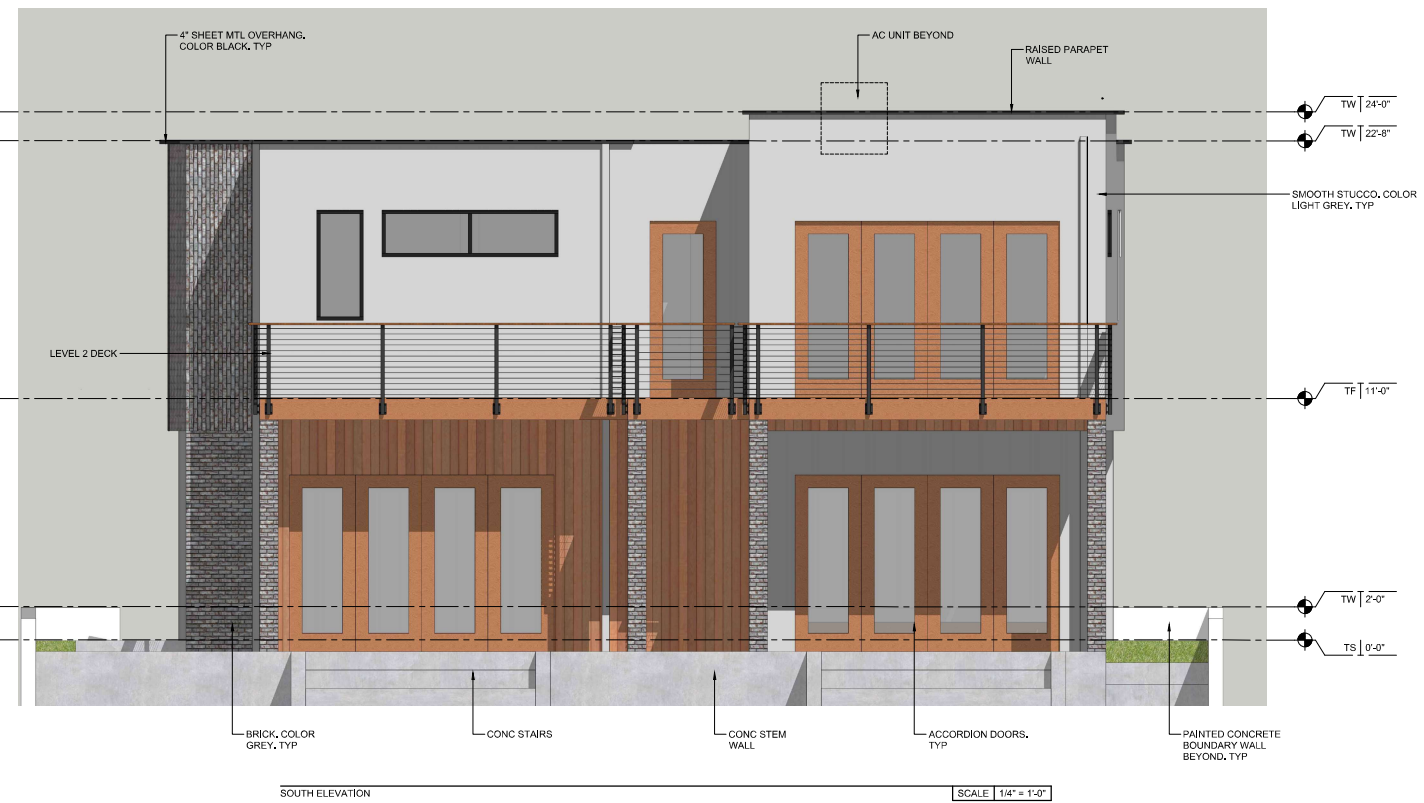 4" SHEET MTL OVERHANG.
COLOR BLACK. TYP
AC UNIT BEYOND
RAISED PARAPET
WALL
TW 24'-0"
TW 22'-8"
SMOOTH STUCCO. COLOR
LIGHT GREY. TYP
LEVEL 2 DECK
TF 11'-0"
TW 2'-0"
TS 0'-0"
BRICK. COLOR
GREY. TYP
CONC STAIRS
CONC STEM
WALL
ACCORDION DOORS.
TYP
PAINTED CONCRETE
BOUNDARY WALL
BEYOND. TYP
SOUTH ELEVATION
SCALE 1/4" = 1'-0"